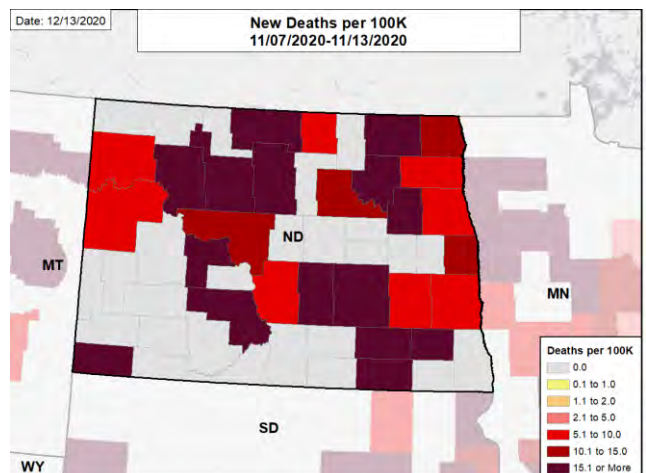 Date: 12/13/2020
New Deaths per 100K
11/07/2020-11/13/2020
ND
MT
MN
SD
WY
Deaths per 100K
0.0
0.1 to 1.0
1.1 to 2.0
2.1 to 5.0
5.1 to 10.0
10.1 to 15.0
15.1 or More